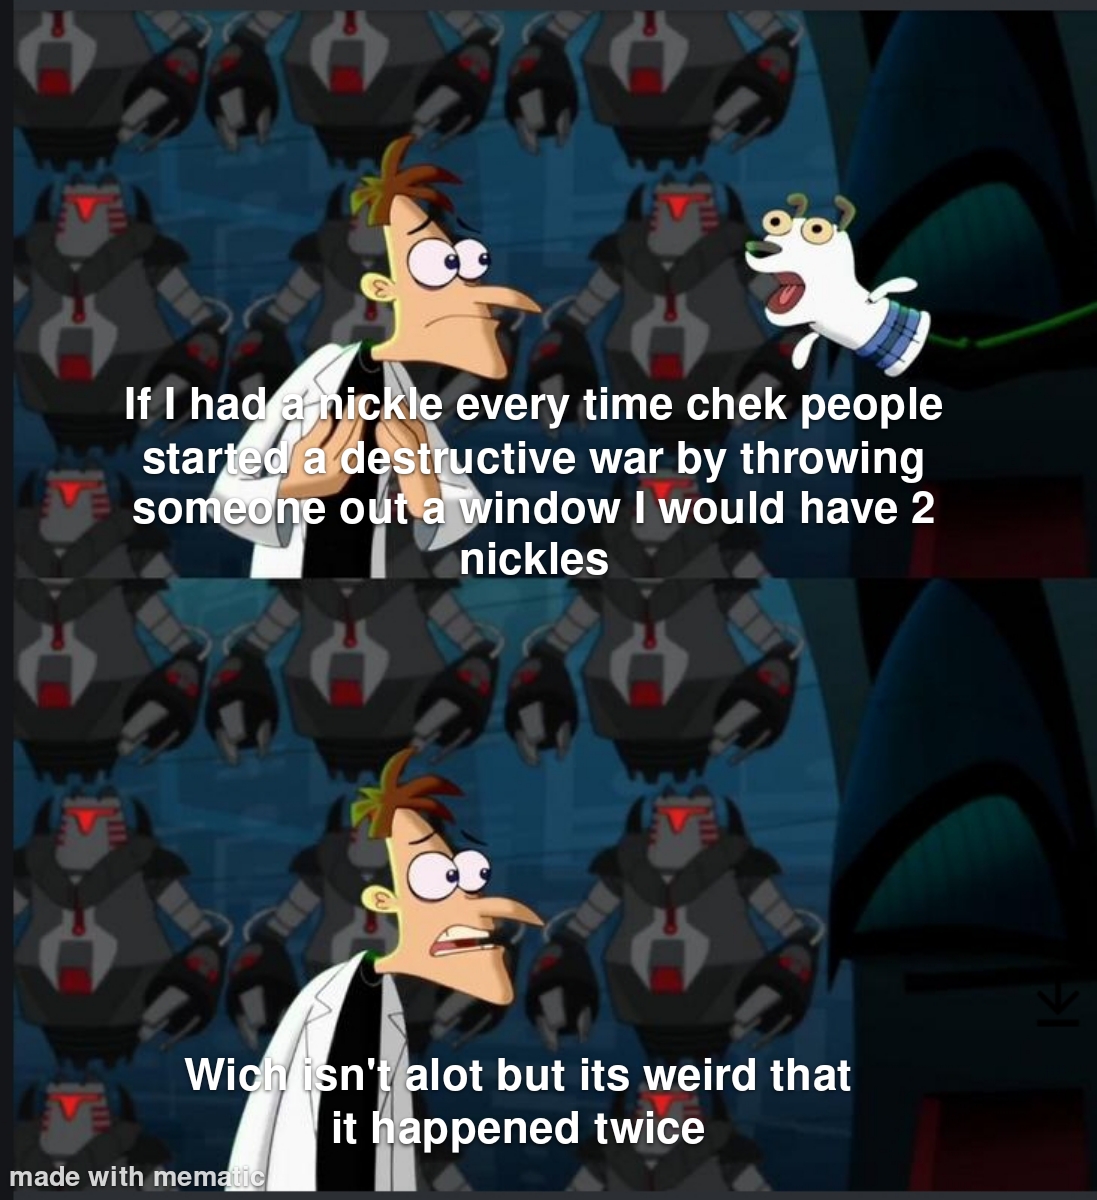 If I had a nickle every time chek people
started a destructive war by throwing
someone out a window I would have 2
nickles
Wich isn't alot but its weird that
it happened twice
made with mematic